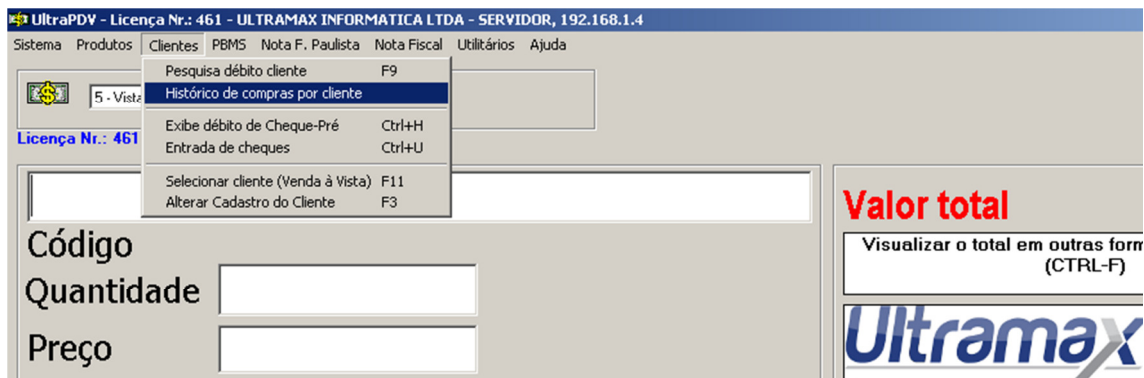 UltraPDV - Licença Nr.: 461 - ULTRAMAX INFORMATICA LTDA - SERVIDOR, 192.168.1.4
Sistema Produtos Clientes PBMS Nota F. Paulista Nota Fiscal Utilitários Ajuda
Pesquisa débito cliente F9
5 - Vista Histórico de compras por cliente
Exibe débito de Cheque-Pré Ctrl+H
Licença Nr.: 461
Entrada de cheques Ctrl+U
Selecionar cliente (Venda à Vista) F11
Alterar Cadastro do Cliente F3
Valor total
Código
Visualizar o total em outras form
(CTRL-F)
Quantidade
Preço
Ultramax